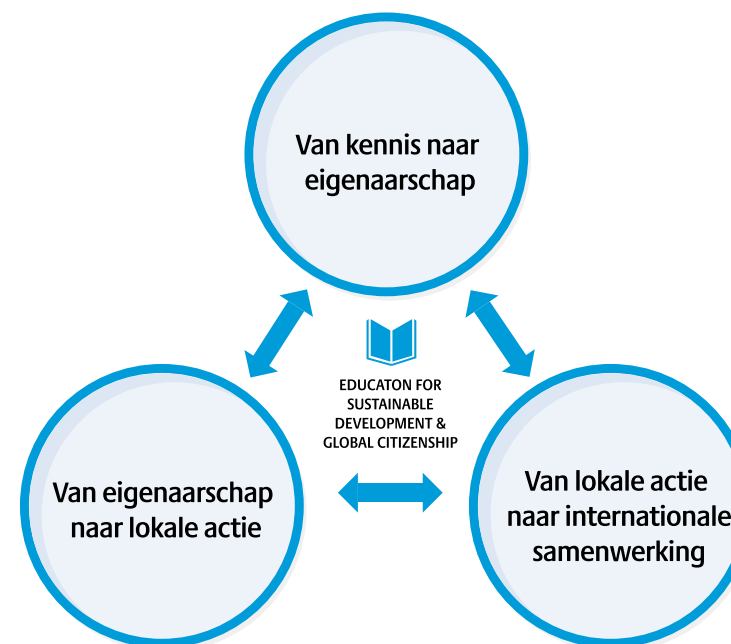 Van kennis naar
eigenaarschap
EDUCATON FOR
SUSTAINABLE
DEVELOPMENT &
GLOBAL CITIZENSHIP
Van eigenaarschap
naar lokale actie
Van lokale actie
naar internationale
samenwerking